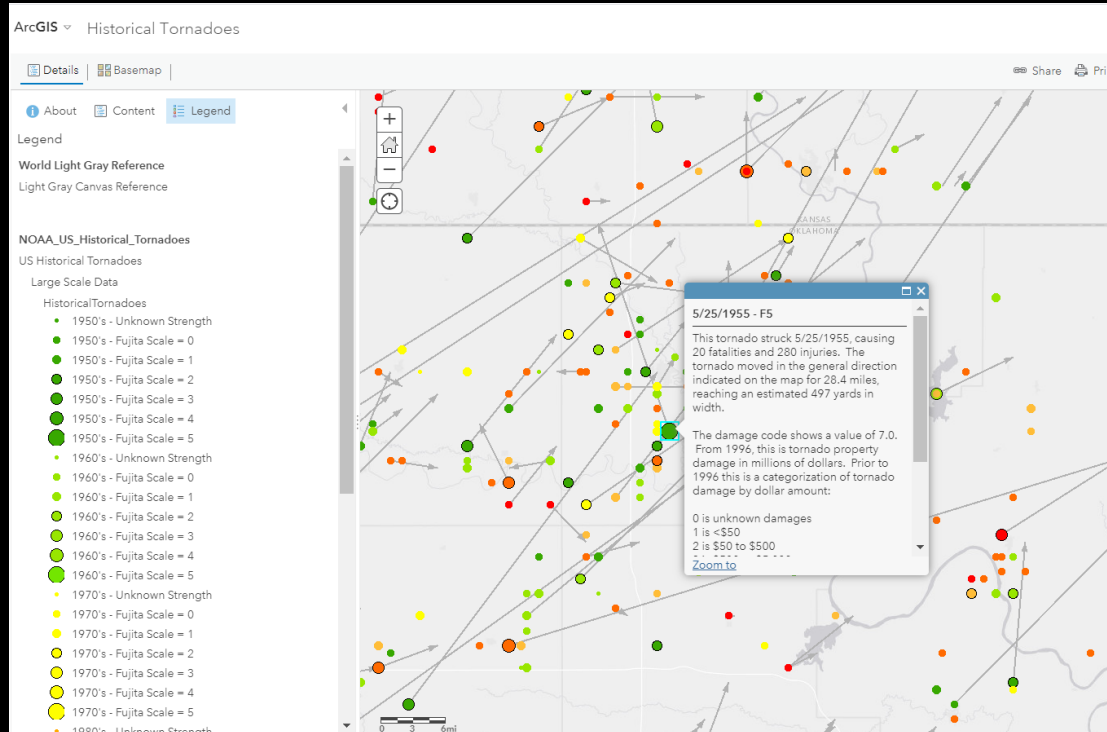 ArcGIS Historical Tornadoes
Details Basemap
Share
About Content Legend
Legend
World Light Gray Reference
Light Gray Canvas Reference
NOAA_US_Historical_Tornadoes
US Historical Tornadoes
Large Scale Data
HistoricalTornadoes
1950's - Unknown Strength
1950's - Fujita Scale = 0
1950's - Fujita Scale = 1
1950's - Fujita Scale = 2
1950's - Fujita Scale = 3
1950's - Fujita Scale = 4
1950's - Fujita Scale = 5
1960's - Unknown Strength
1960's - Fujita Scale = 0
1960's - Fujita Scale = 1
1960's - Fujita Scale = 2
1960's - Fujita Scale = 3
1960's - Fujita Scale = 4
1960's - Fujita Scale = 5
1970's - Unknown Strength
1970's - Fujita Scale = 0
1970's - Fujita Scale = 1
1970's - Fujita Scale = 2
1970's - Fujita Scale = 3
1970's - Fujita Scale = 4
1970's - Fujita Scale = 5
1980's - Unknown Strength
KANSAS
OKLAHOMA
5/25/1955 - F5
This tornado struck 5/25/1955, causing
20 fatalities and 280 injuries. The
tornado moved in the general direction
indicated on the map for 28.4 miles,
reaching an estimated 497 yards in
width.
The damage code shows a value of 7.0.
From 1996, this is tornado property
damage in millions of dollars. Prior to
1996 this is a categorization of tornado
damage by dollar amount:
0 is unknown damages
1 is <$50
2 is $50 to $500
Zoom to
0 3 6mi